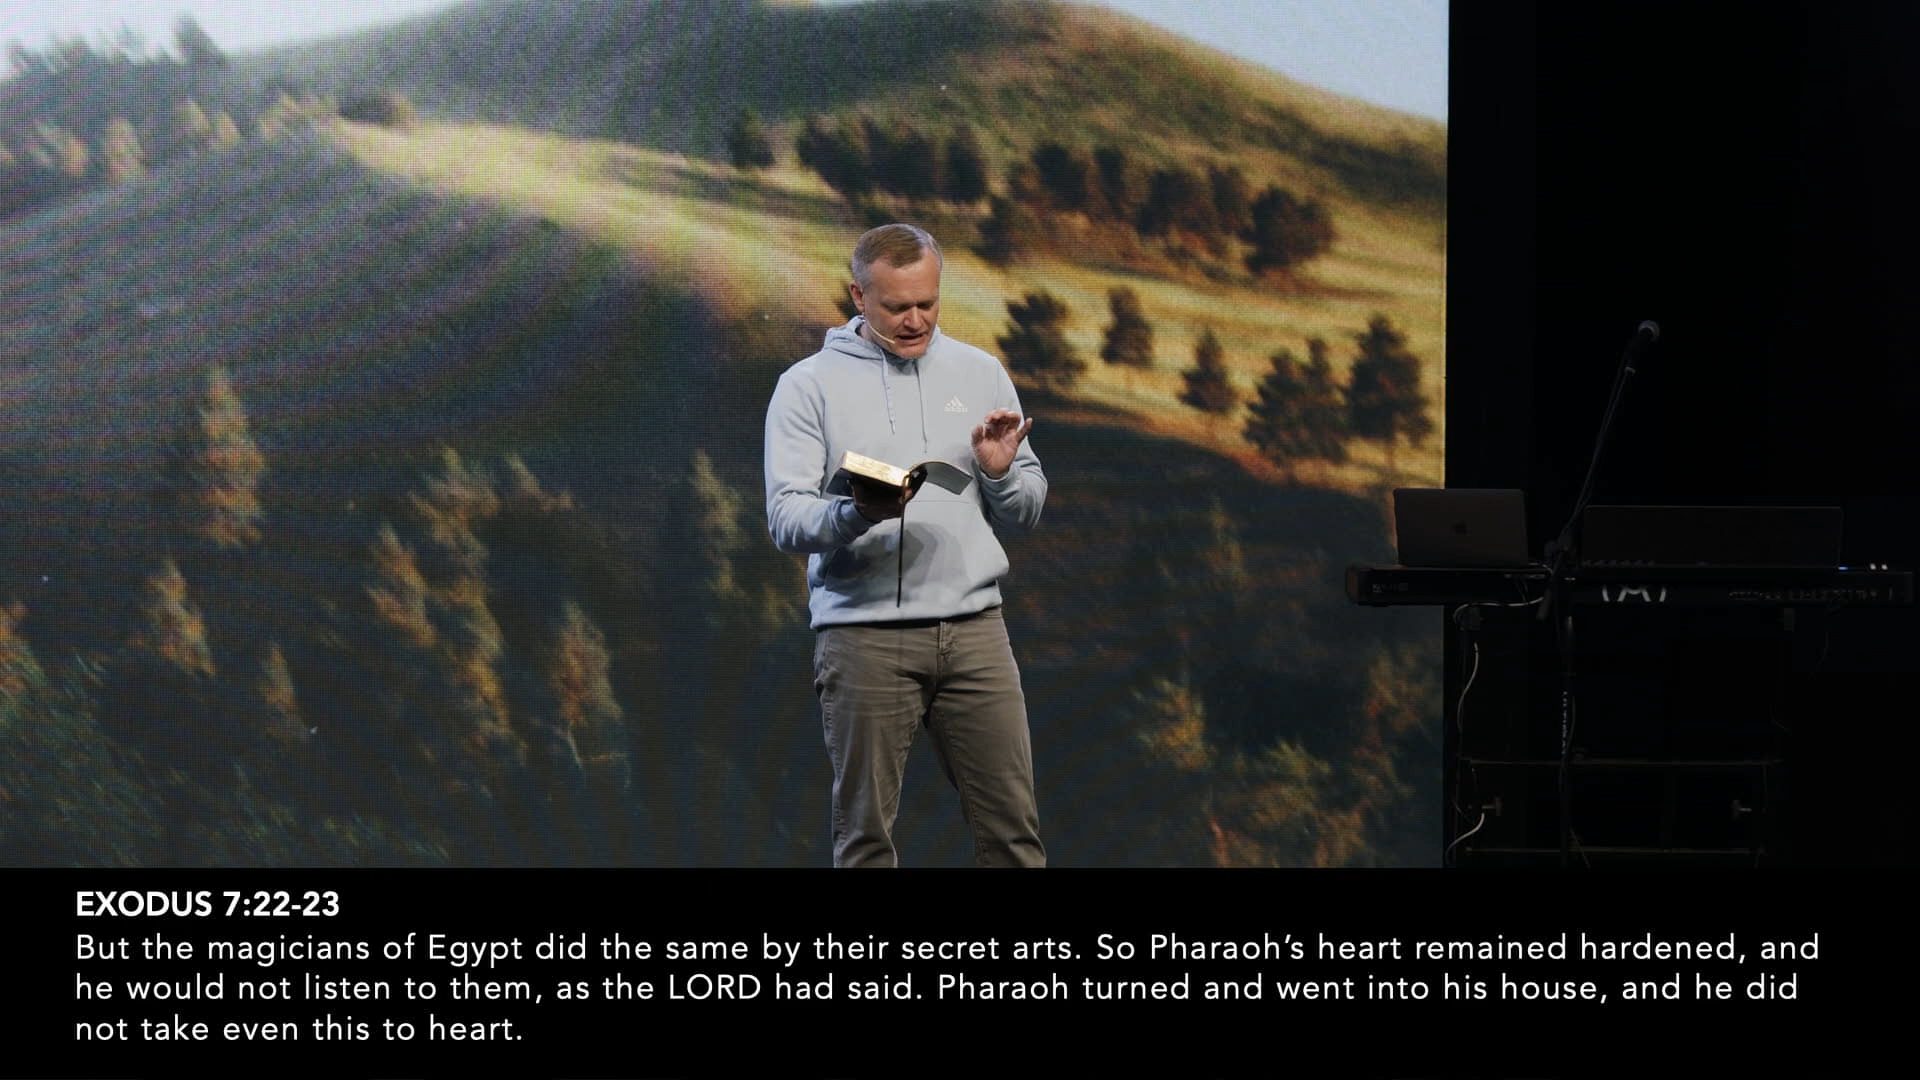 EXODUS 7:22-23
But the magicians of Egypt did the same by their secret arts. So Pharaoh’s heart remained hardened, and
he would not listen to them, as the LORD had said. Pharaoh turned and went into his house, and he did
not take even this to heart.